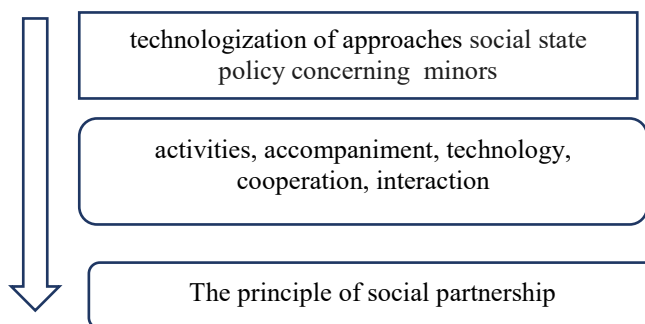 technologization of approaches social state
policy concerning minors
activities, accompaniment, technology,
cooperation, interaction
The principle of social partnership